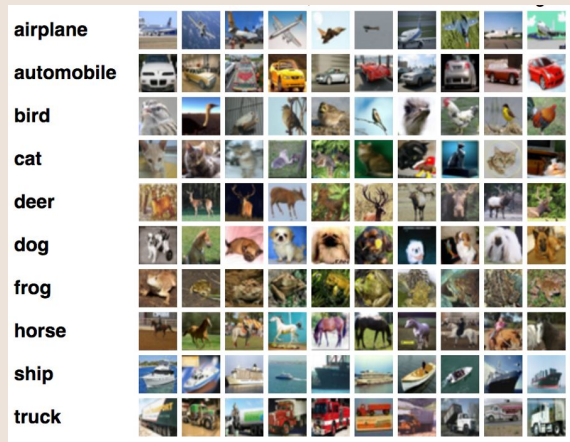 airplane
automobile
bird
cat
deer
dog
frog
horse
ship
truck